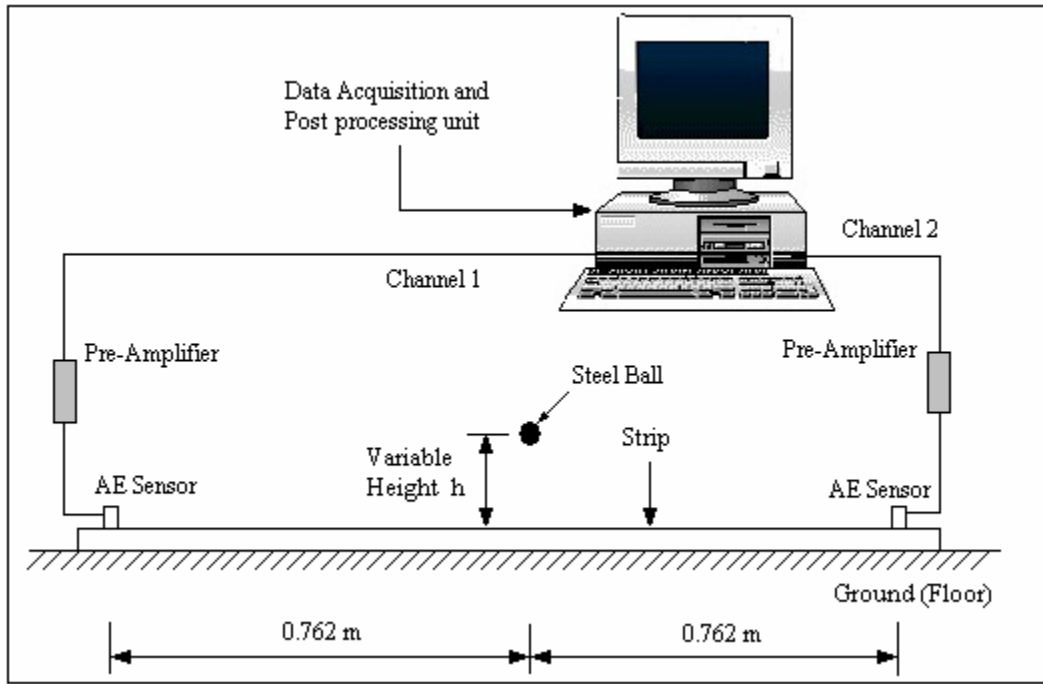 Data Acquisition and
Post processing unit
Channel 2
Channel 1
Pre-Amplifier
Pre-Amplifier
Steel Ball
Variable
Height h
Strip
AE Sensor
AE Sensor
Ground (Floor)
0.762 m
0.762 m